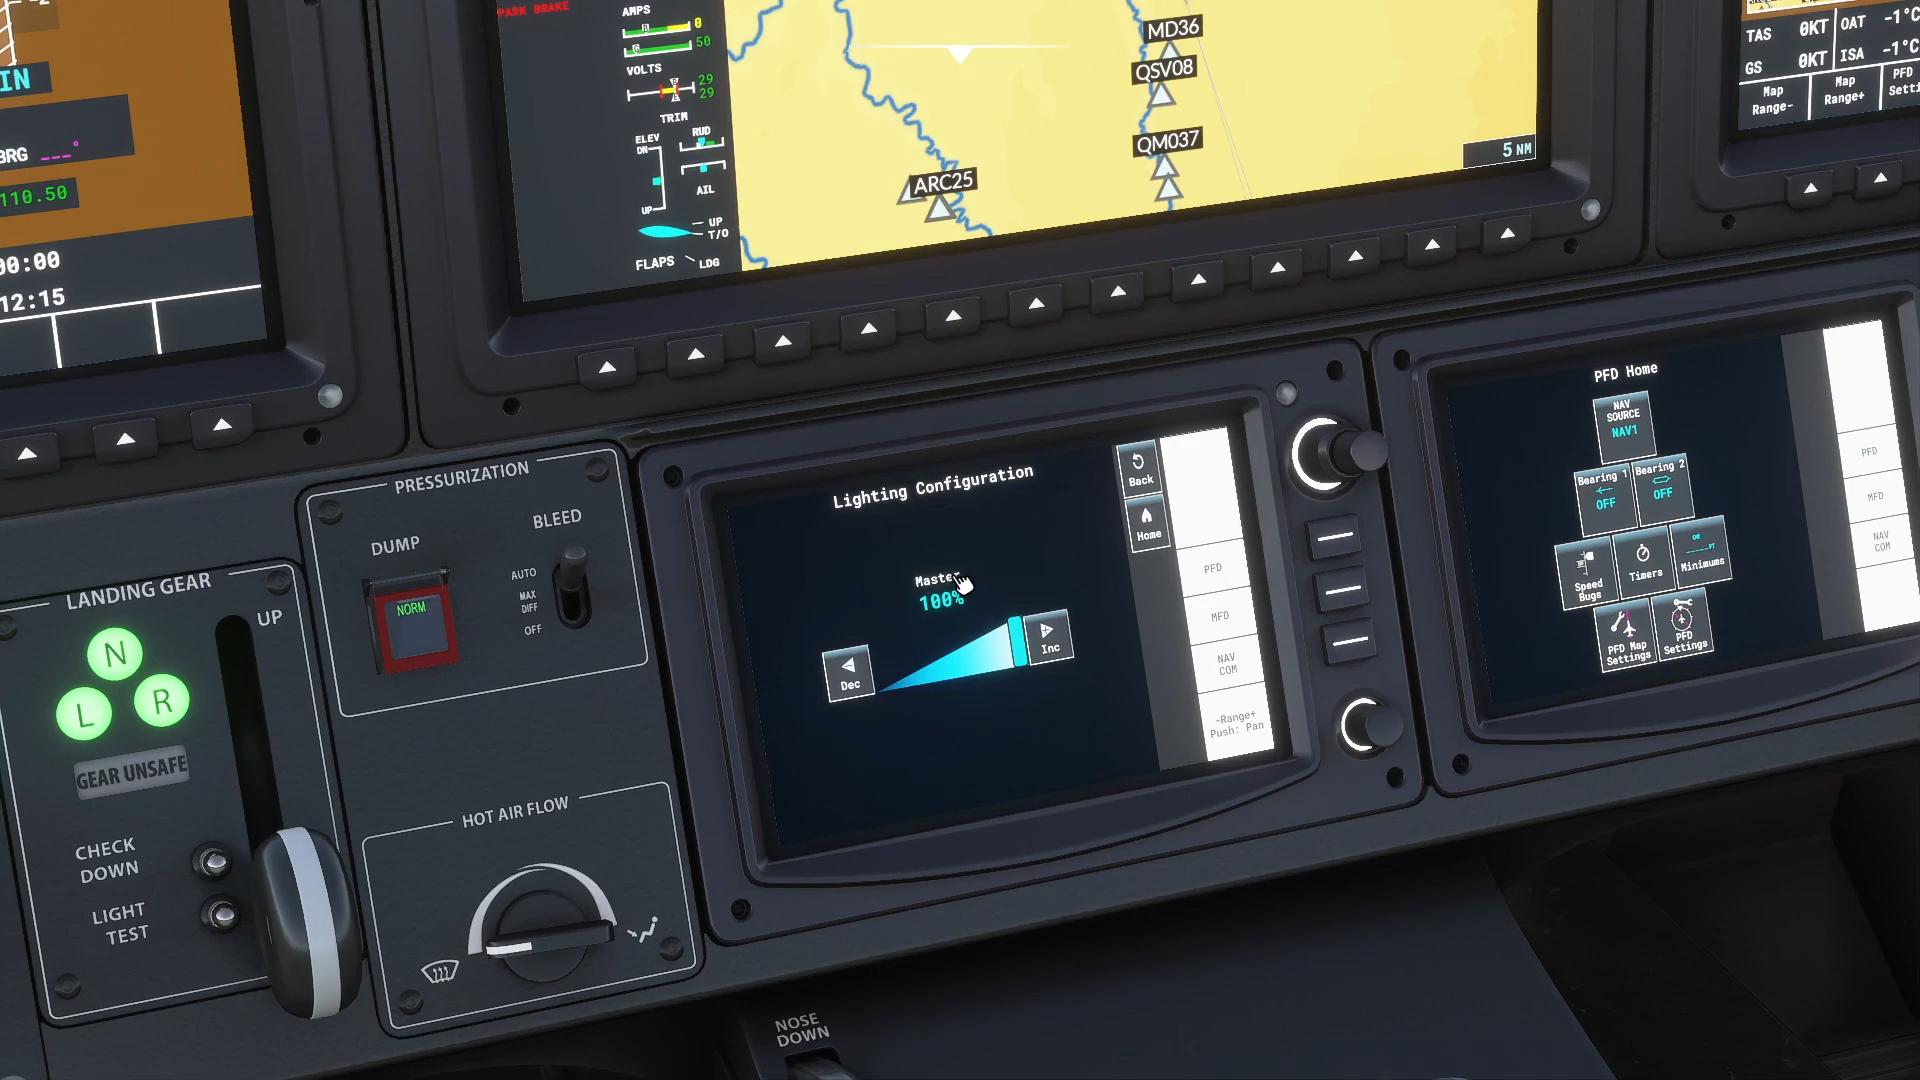 IN
BRG ___°
110.50
00:00
12:15
PARK BRAKE
AMPS
0
50
VOLTS
29
29
TRIM
ELEV
RUD
DN
AIL
UP
UP
T/O
FLAPS
LDG
MD36
QSV08
QM037
ARC25
5 NM
TAS 0KT
OAT -1°C
GS 0KT
ISA -1°C
Map
Range-
Map
Range+
PFD
LANDING GEAR
UP
N
L
R
GEAR UNSAFE
CHECK
DOWN
LIGHT
TEST
PRESSURIZATION
DUMP
NORM
BLEED
AUTO
MAX
DIFF
OFF
HOT AIR FLOW
NOSE
DOWN
Lighting Configuration
Master
100%
Dec
Inc
Back
Home
PFD
MFD
NAV
COM
-Range+
Push: Pan
PFD Home
NAV
SOURCE
NAV1
Bearing 1
OFF
Bearing 2
OFF
Speed
Bugs
Timers
Minimums
PFD Map
Settings
PFD
Settings
PFD
MFD
NAV
COM